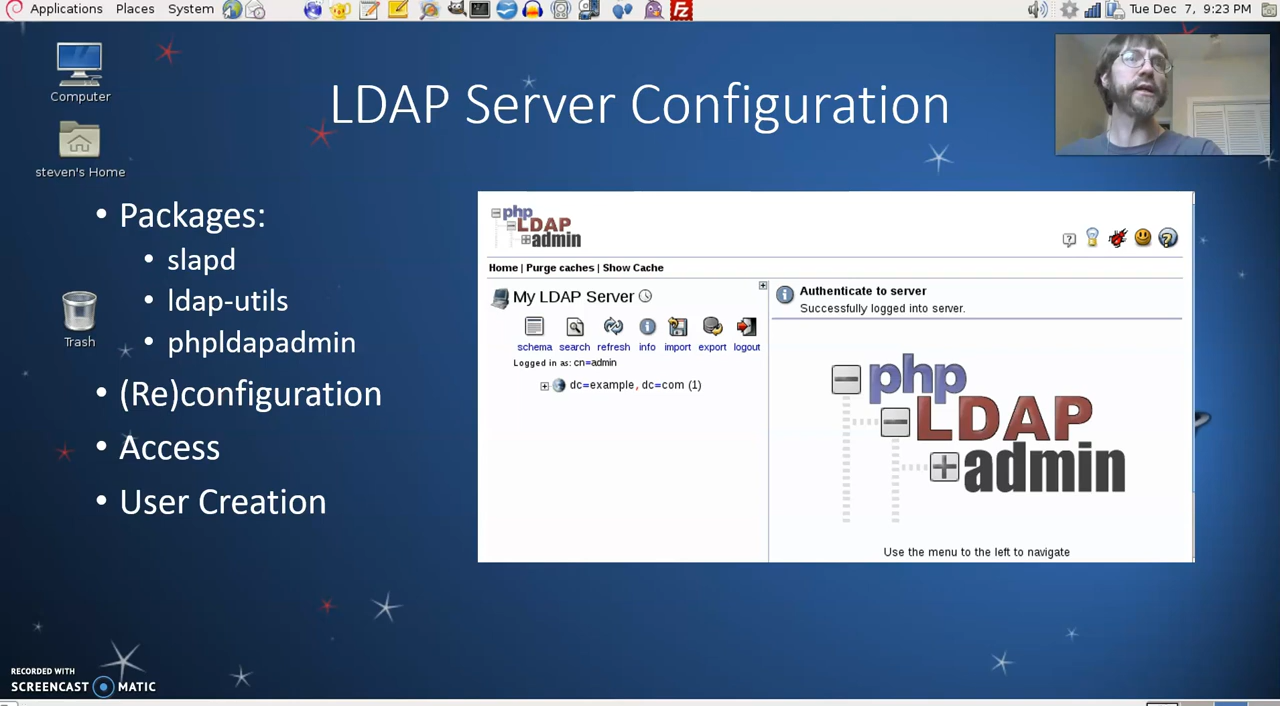 Applications Places System Tue Dec 7, 9:23 PM
Computer
steven's Home
Trash
LDAP Server Configuration
• Packages:
• slapd
• ldap-utils
• phpldapadmin
• (Re)configuration
• Access
• User Creation
php
LDAP
admin
Home | Purge caches | Show Cache
My LDAP Server
schema search refresh info import export logout
Logged in as: cn=admin
dc=example, dc=com (1)
Authenticate to server
Successfully logged into server.
php
LDAP
admin
Use the menu to the left to navigate
RECORDED WITH
SCREENCAST MATIC